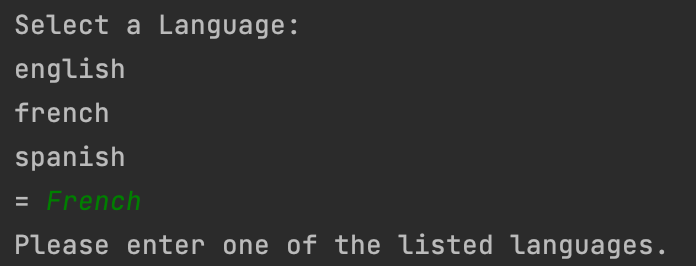 Select a Language:
english
french
spanish
= French
Please enter one of the listed languages.